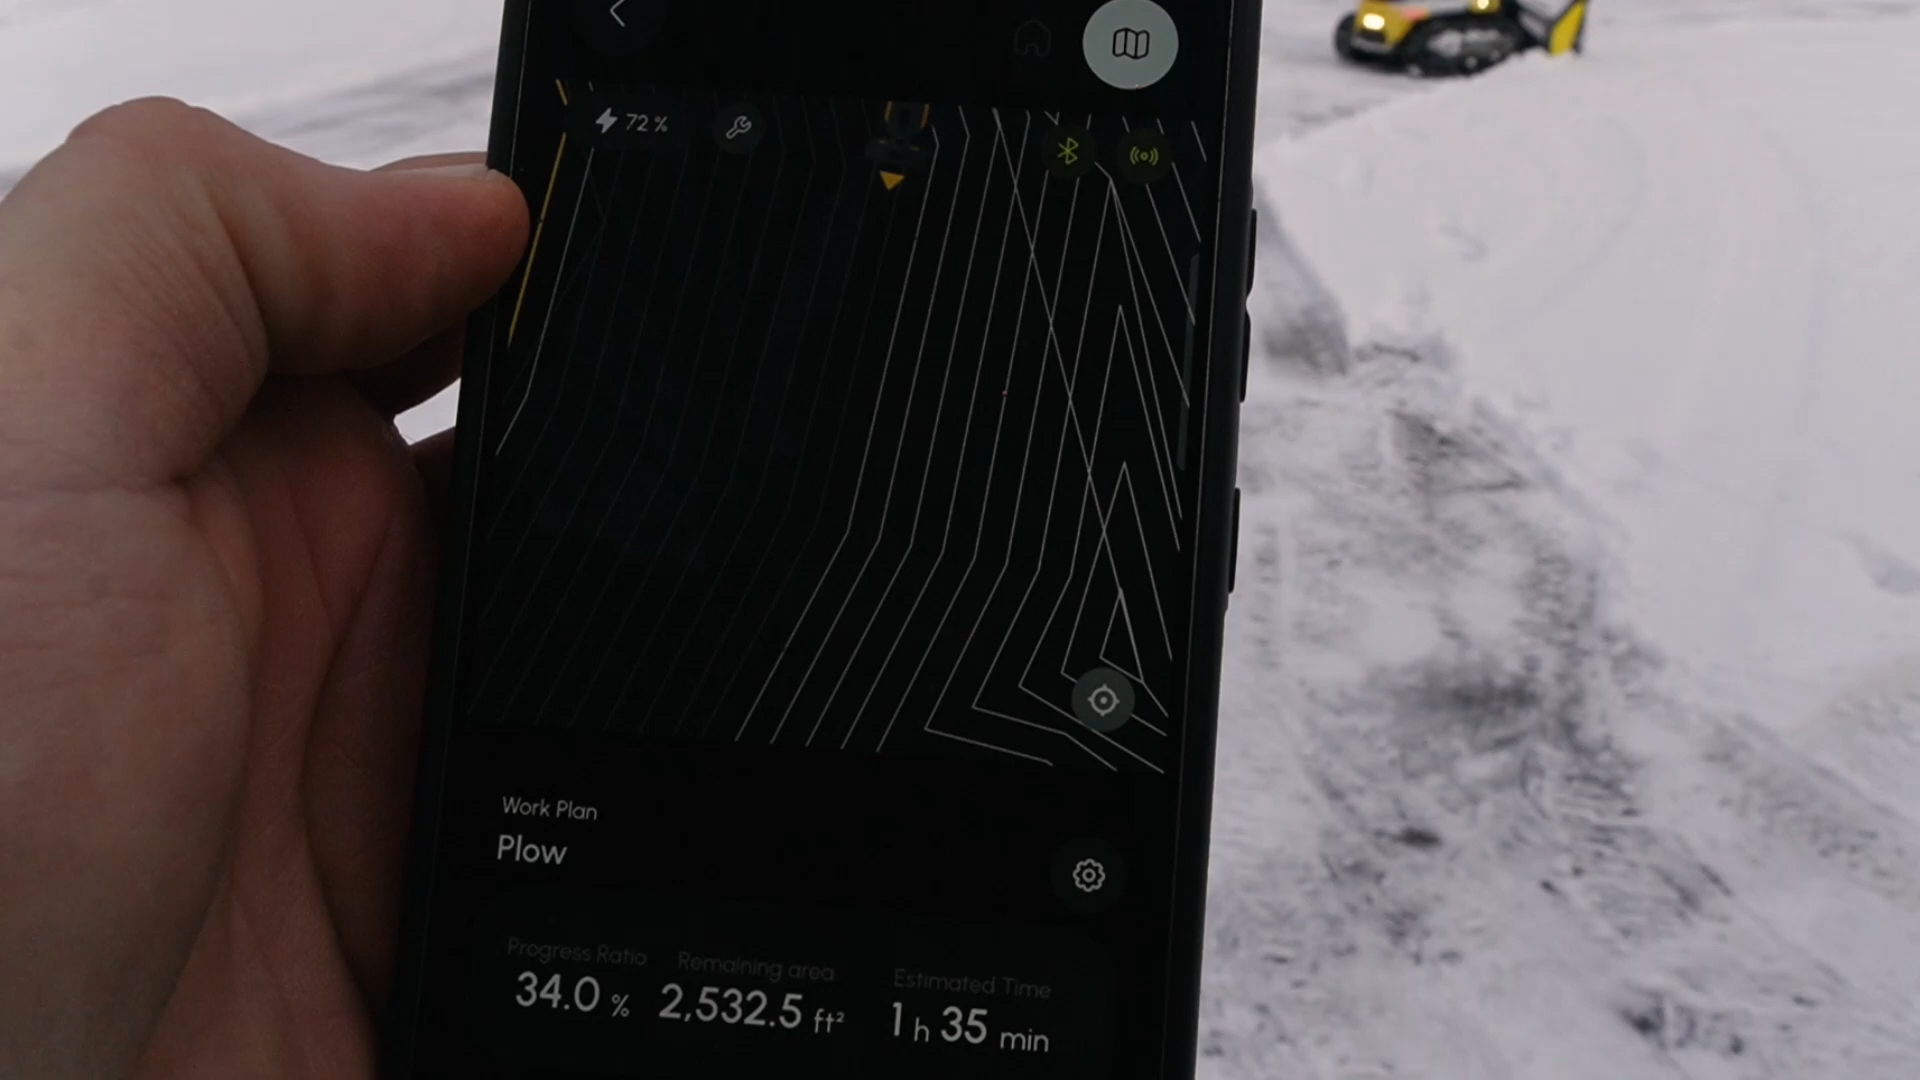 72 %
Work Plan
Plow
Progress Ratio Remaining area Estimated Time
34.0 % 2,532.5 ft² 1 h 35 min